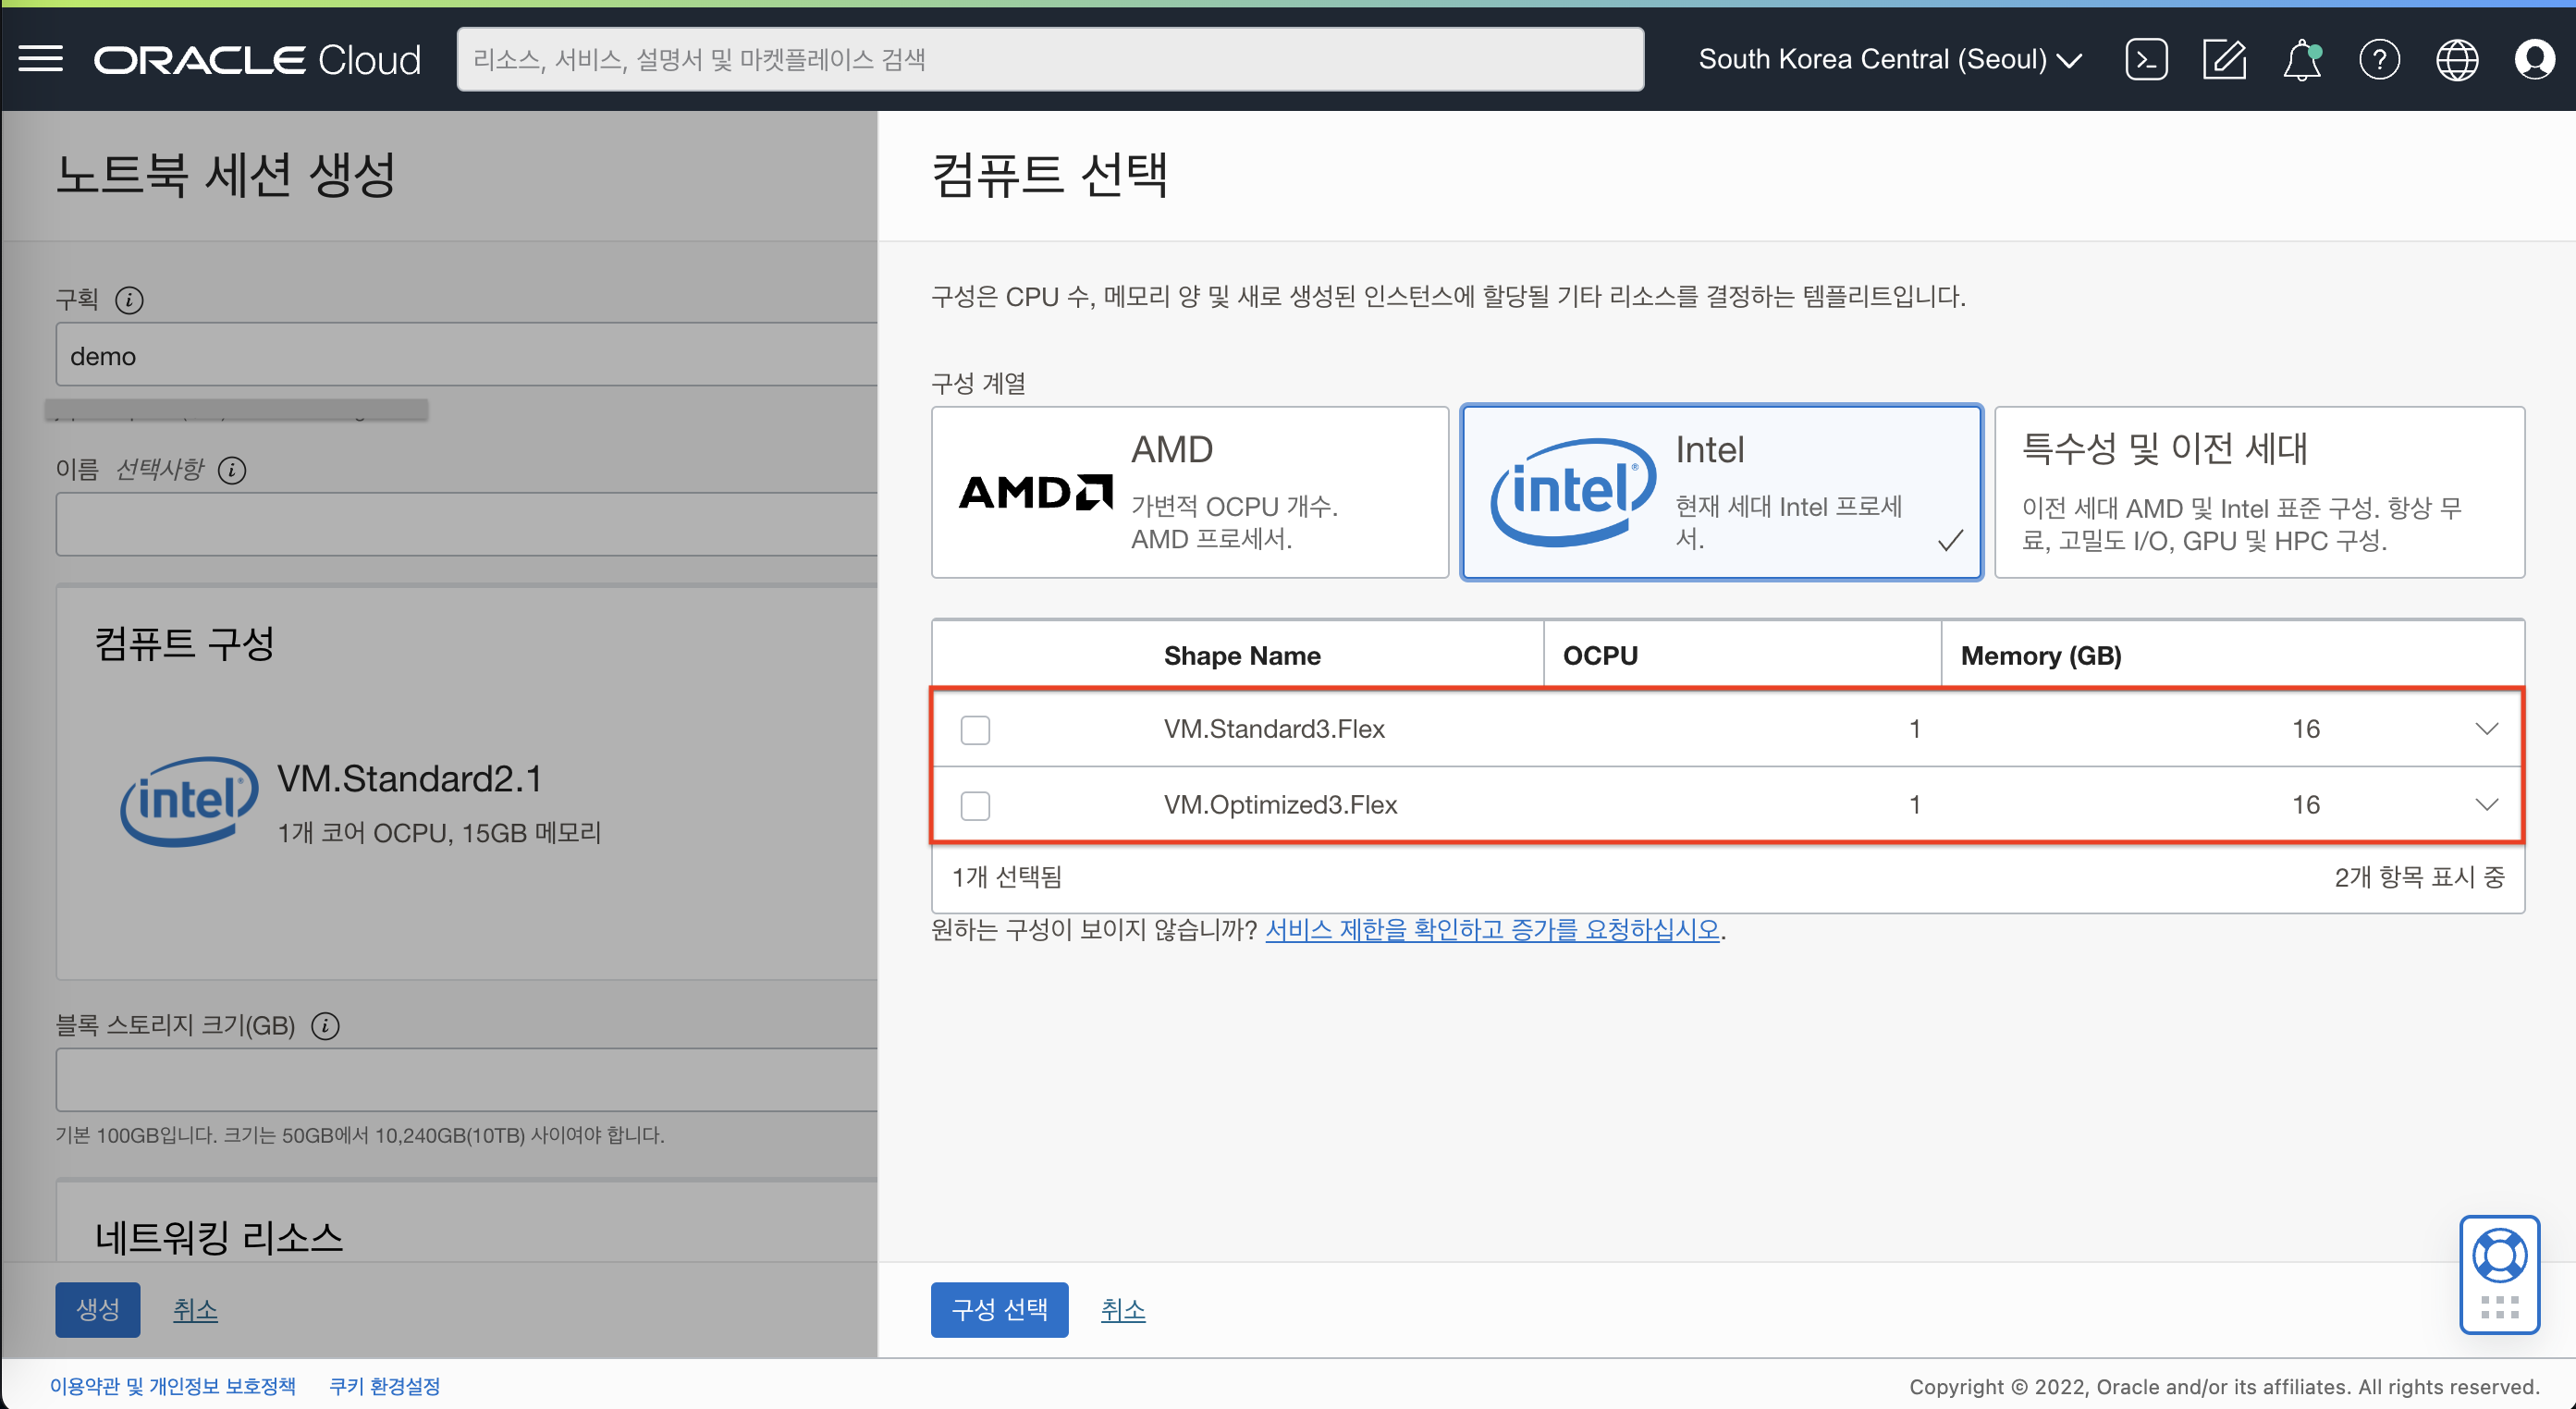 ORACLE Cloud
리소스, 서비스, 설명서 및 마켓플레이스 검색
South Korea Central (Seoul)
노트북 세션 생성
구획
demo
이름 선택사항
컴퓨트 구성
intel
VM.Standard2.1
1개 코어 OCPU, 15GB 메모리
블록 스토리지 크기(GB)
기본 100GB입니다. 크기는 50GB에서 10,240GB(10TB) 사이여야 합니다.
네트워킹 리소스
생성 취소
컴퓨트 선택
구성은 CPU 수, 메모리 양 및 새로 생성된 인스턴스에 할당될 기타 리소스를 결정하는 템플리트입니다.
구성 계열
AMD
AMD
가변적 OCPU 개수.
AMD 프로세서.
intel
Intel
현재 세대 Intel 프로세
서.
특수성 및 이전 세대
이전 세대 AMD 및 Intel 표준 구성. 항상 무
료, 고밀도 I/O, GPU 및 HPC 구성.
Shape Name OCPU Memory (GB)
VM.Standard3.Flex 1 16
VM.Optimized3.Flex 1 16
1개 선택됨 2개 항목 표시 중
원하는 구성이 보이지 않습니까? 서비스 제한을 확인하고 증가를 요청하십시오.
구성 선택 취소
이용약관 및 개인정보 보호정책 쿠키 환경설정
Copyright © 2022, Oracle and/or its affiliates. All rights reserved.